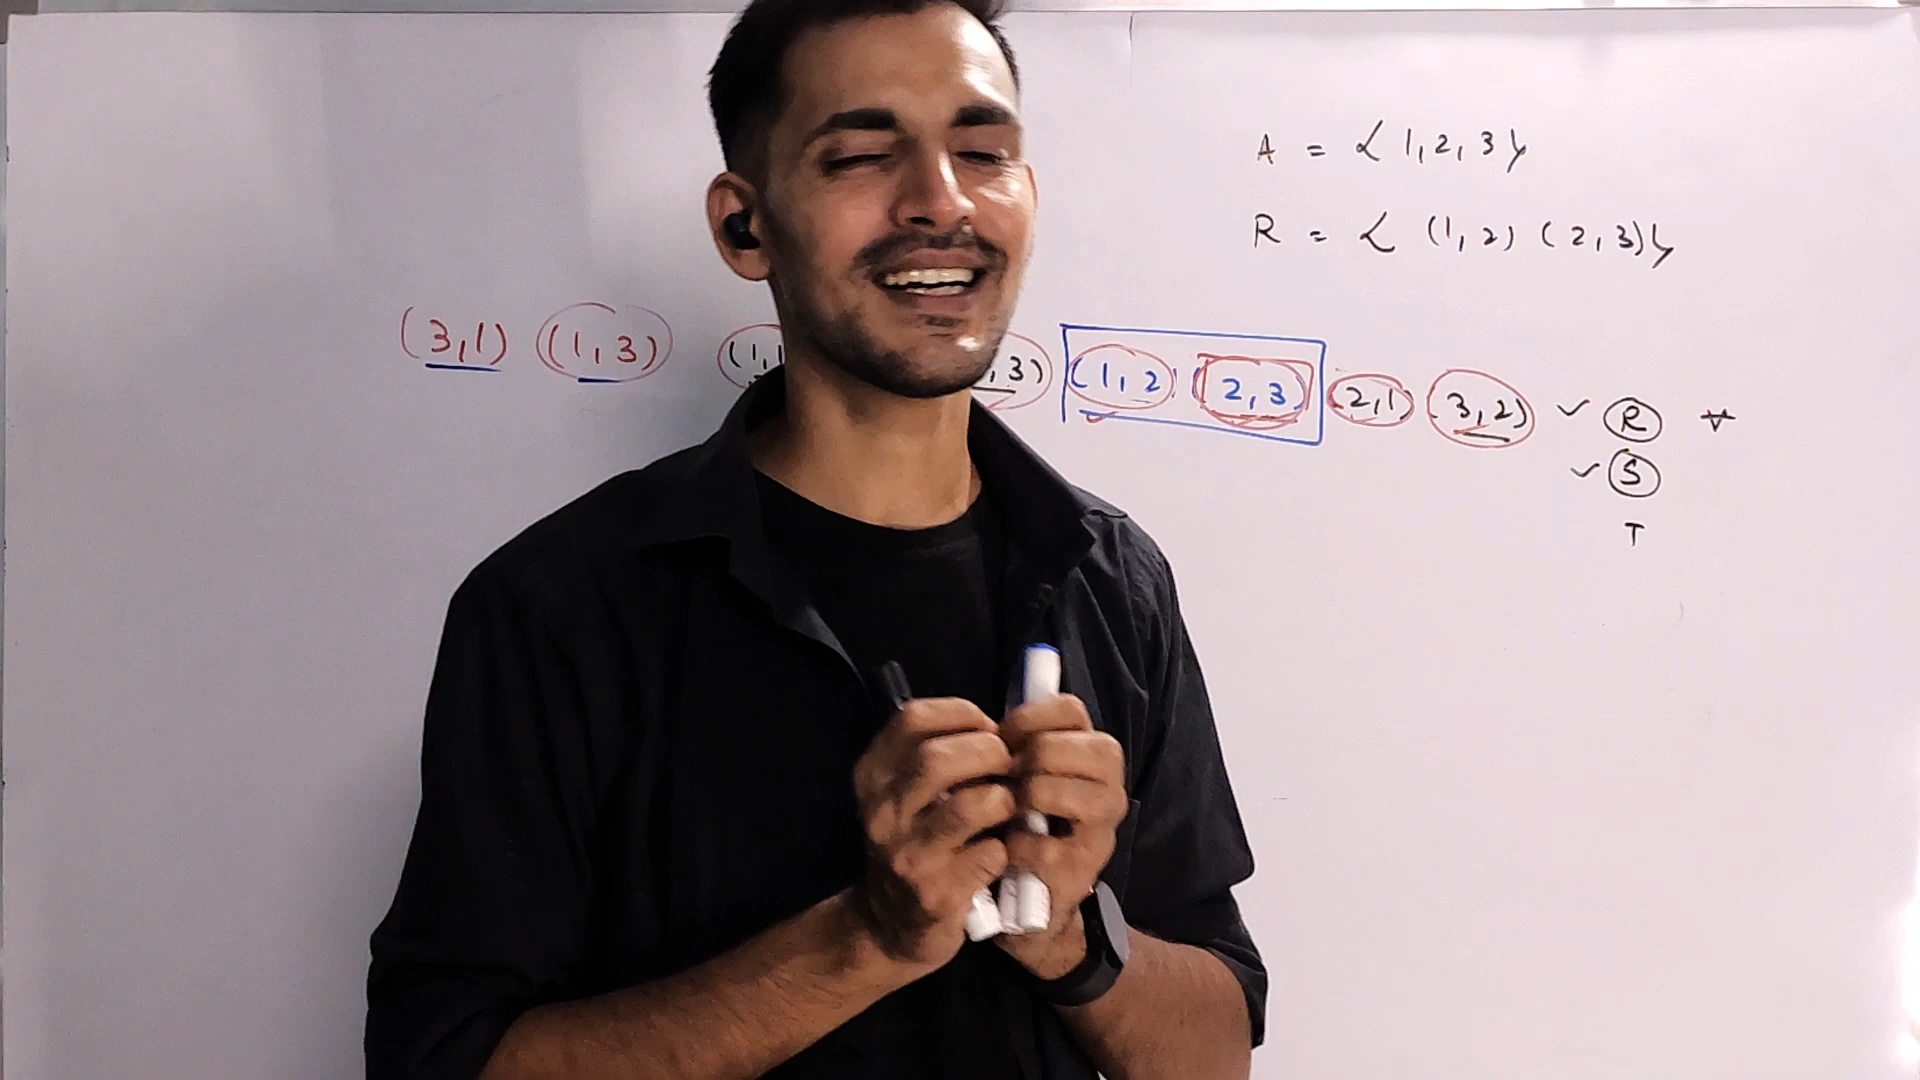 A = { 1, 2, 3 }
R = { (1, 2) (2, 3) }
(3,1) (1,3) (1,1 ,3) (1,2) (2,3) (2,1) (3,2) ✓ R ∀
✓ S
T